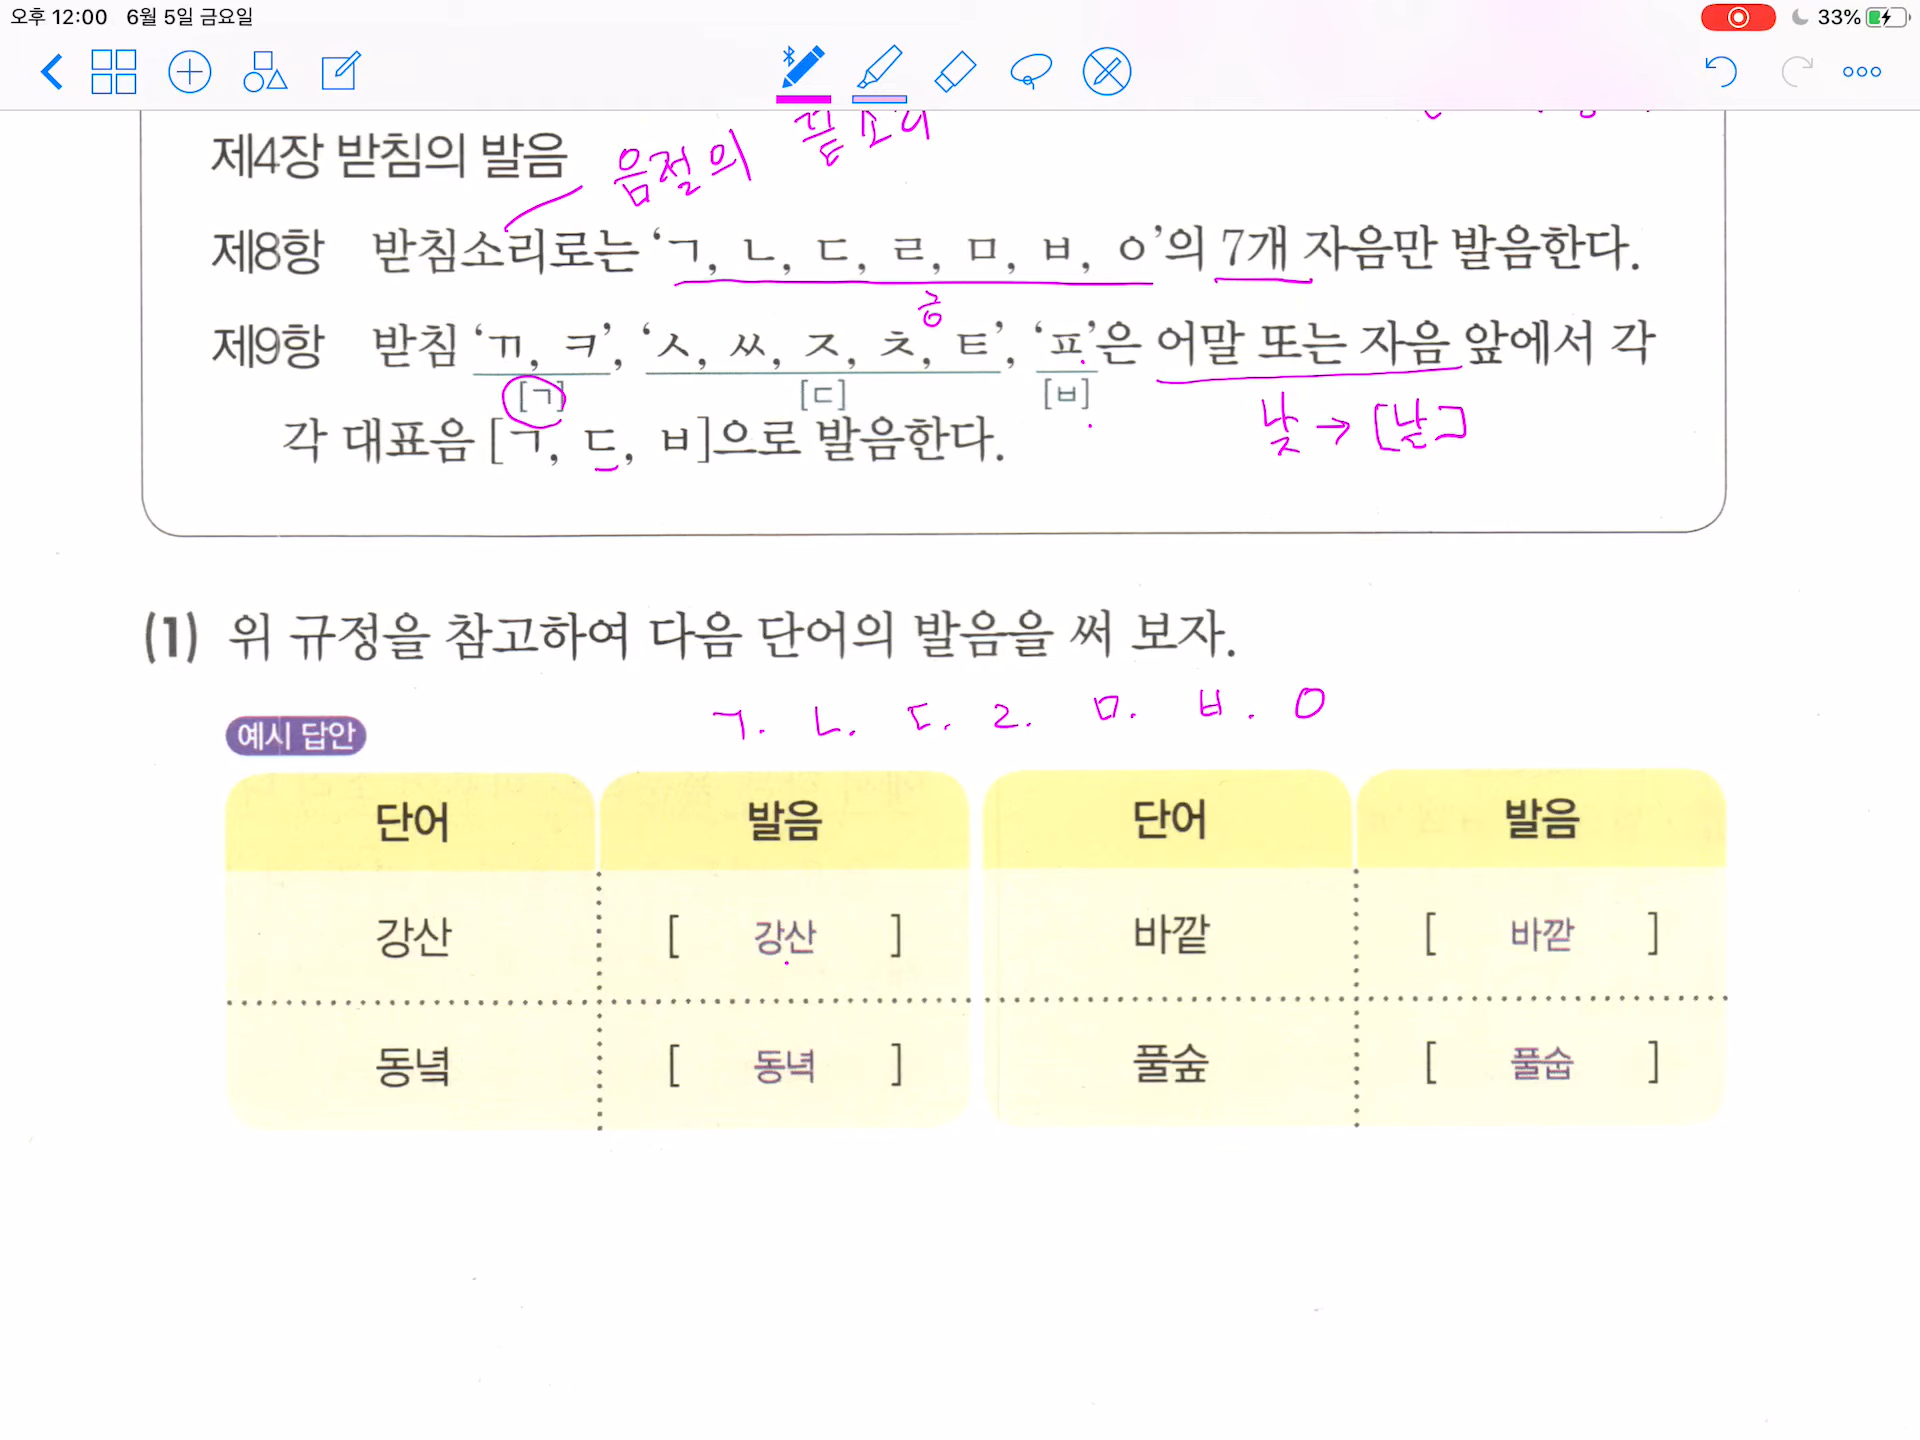 오후 12:00 6월 5일 금요일 33%
제4장 받침의 발음 음절의 끝소리
제8항 받침소리로는 ‘ㄱ, ㄴ, ㄷ, ㄹ, ㅁ, ㅂ, ㅇ’의 7개 자음만 발음한다.
제9항 받침 ‘ㄲ, ㅋ’, ‘ㅅ, ㅆ, ㅈ, ㅊ, ㅌ’, ‘ㅍ’은 어말 또는 자음 앞에서 각
[ㄱ] [ㄷ] [ㅂ]
각 대표음 [ㄱ, ㄷ, ㅂ]으로 발음한다.
낮 → [낟]
(1) 위 규정을 참고하여 다음 단어의 발음을 써 보자.
ㄱ. ㄴ. ㄷ. ㄹ. ㅁ. ㅂ. ㅇ
예시 답안
단어 발음 단어 발음
강산 [ 강산 ] 바깥 [ 바깓 ]
동녘 [ 동녁 ] 풀숲 [ 풀숩 ]